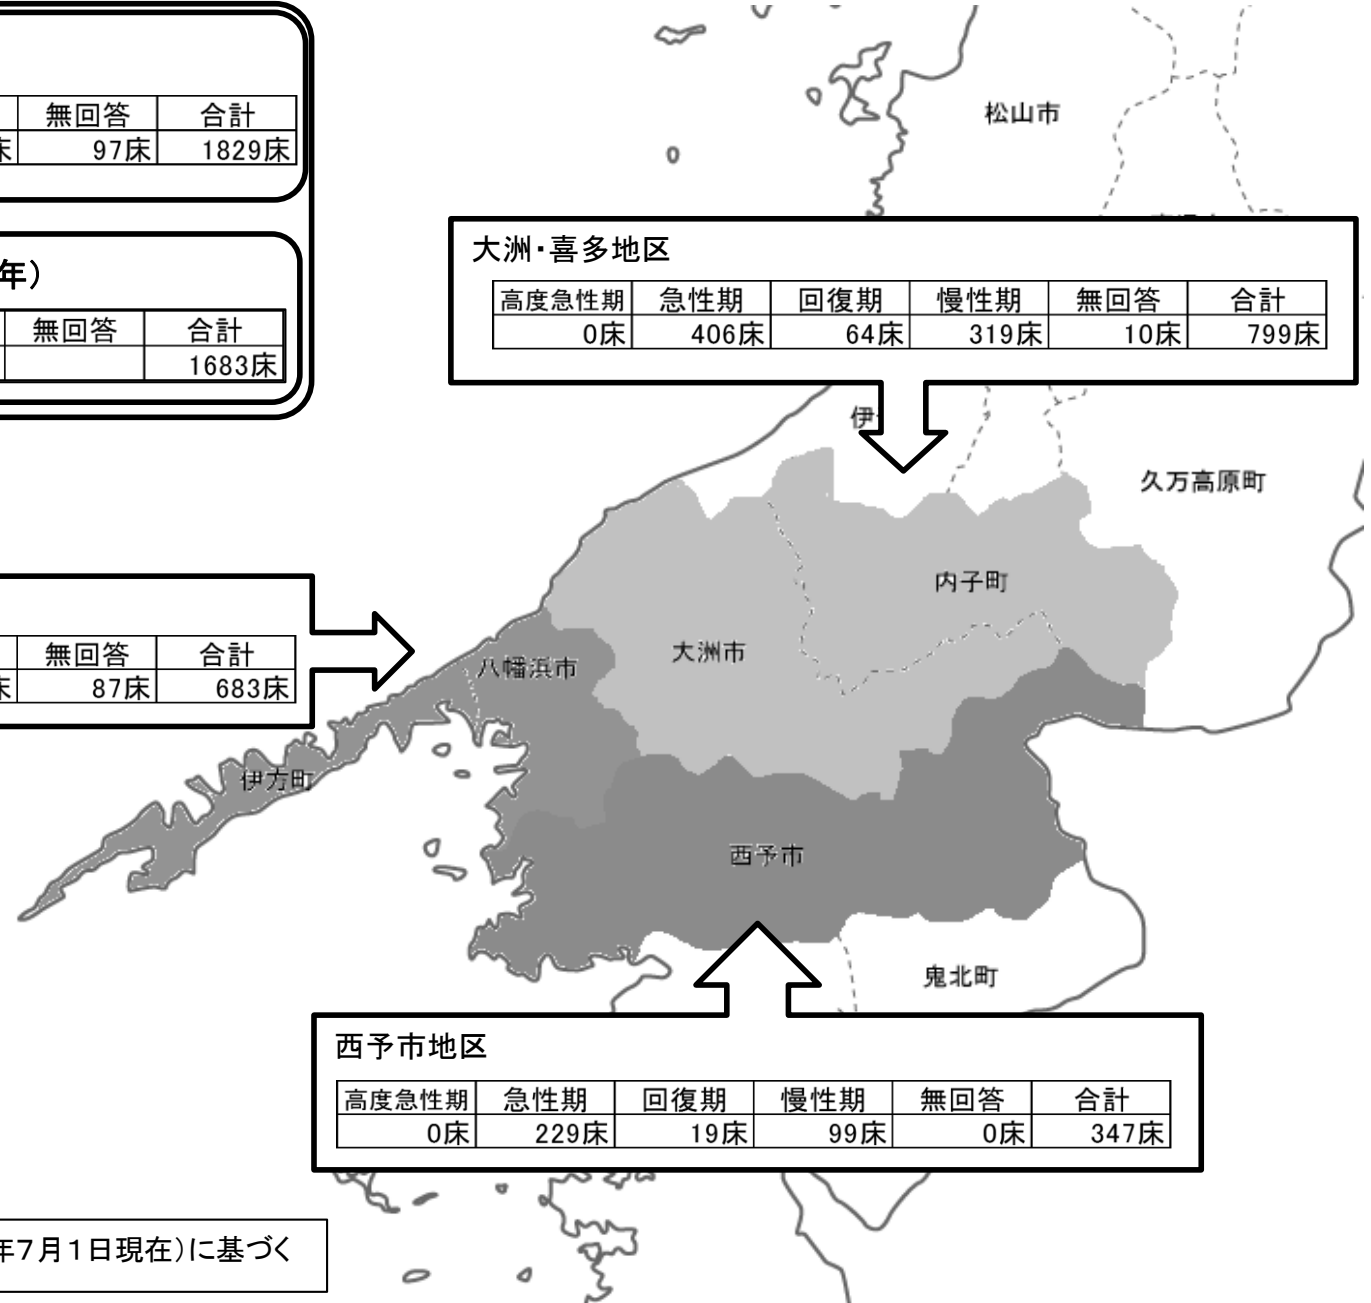 無回答 合計
床 97床 1829床
年）
無回答 合計
1683床
松山市
大洲・喜多地区
高度急性期 急性期 回復期 慢性期 無回答 合計
0床 406床 64床 319床 10床 799床
伊
久万高原町
内子町
無回答 合計
床 87床 683床
大洲市
八幡浜市
伊方町
西予市
鬼北町
西予市地区
高度急性期 急性期 回復期 慢性期 無回答 合計
0床 229床 19床 99床 0床 347床
年７月１日現在）に基づく